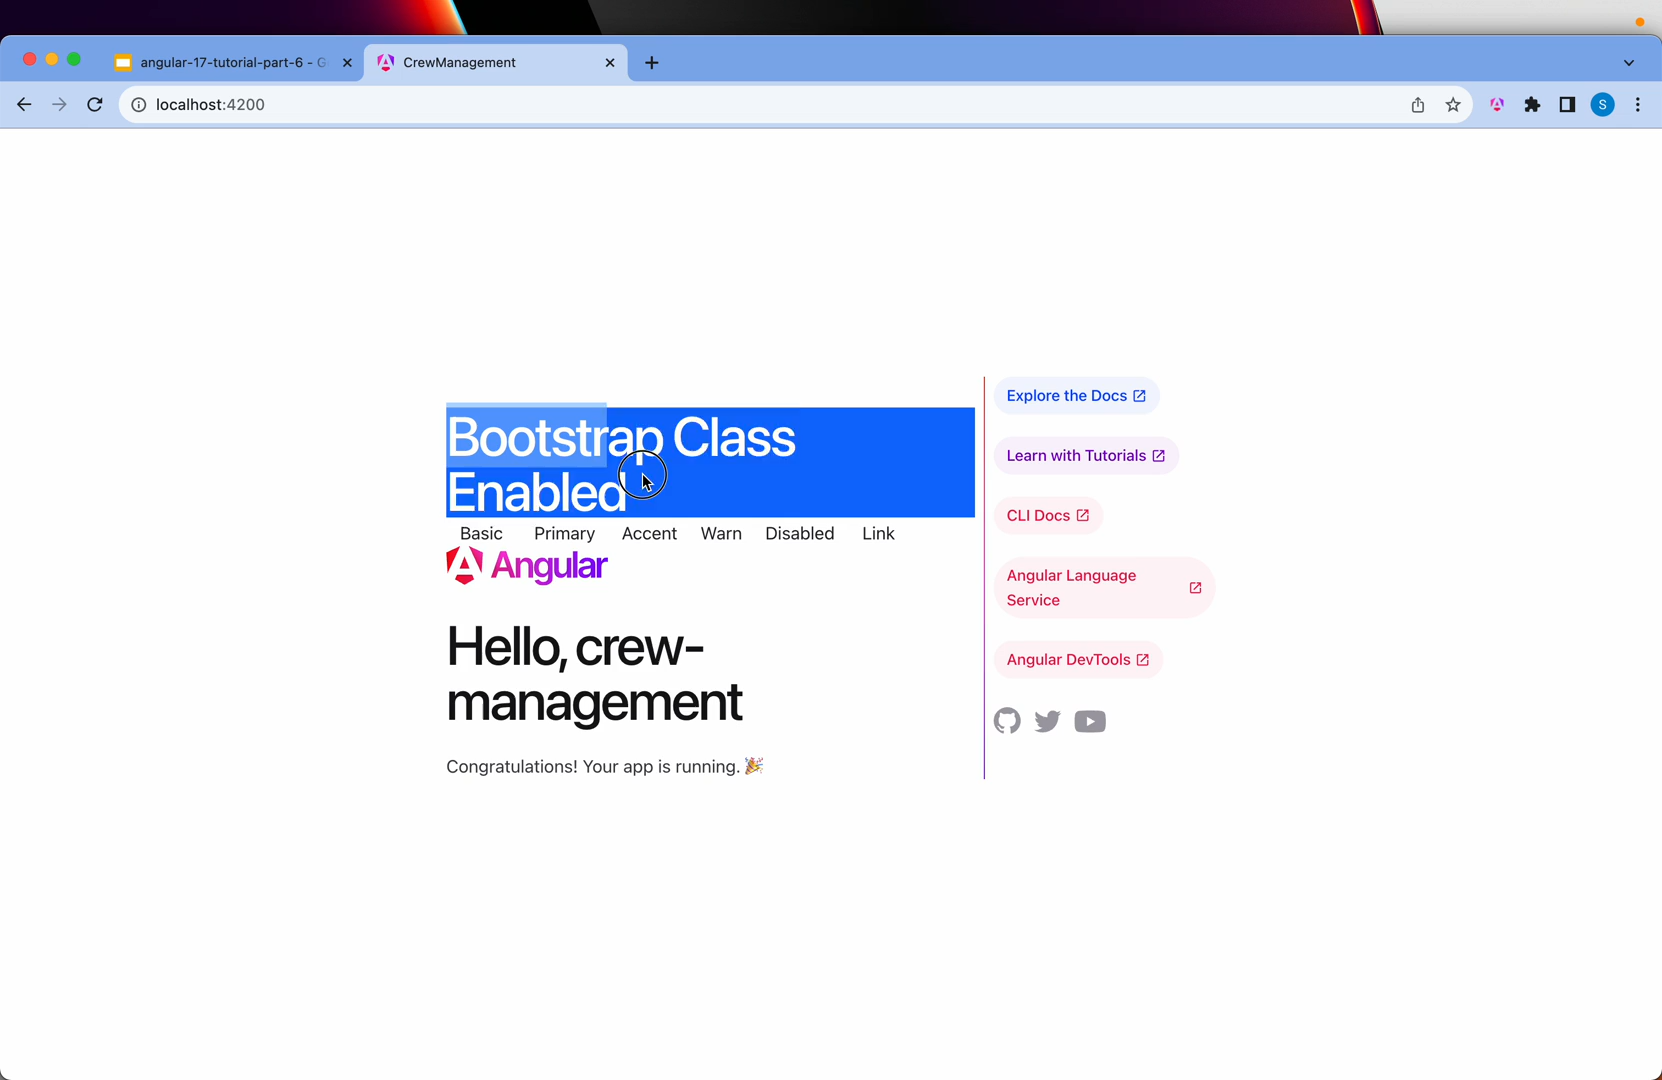 angular-17-tutorial-part-6 - G
CrewManagement
localhost:4200
S
Bootstrap Class
Enabled
Basic Primary Accent Warn Disabled Link
Angular
Hello, crew-
management
Congratulations! Your app is running. 🎉
Explore the Docs
Learn with Tutorials
CLI Docs
Angular Language
Service
Angular DevTools